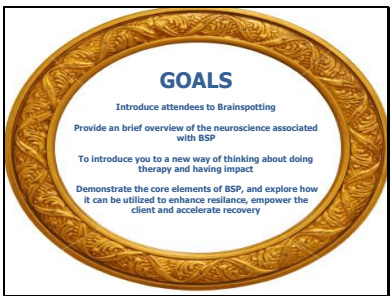 GOALS
Introduce attendees to Brainspotting
Provide an brief overview of the neuroscience associated
with BSP
To introduce you to a new way of thinking about doing
therapy and having impact
Demonstrate the core elements of BSP, and explore how
it can be utilized to enhance resilance, empower the
client and accelerate recovery